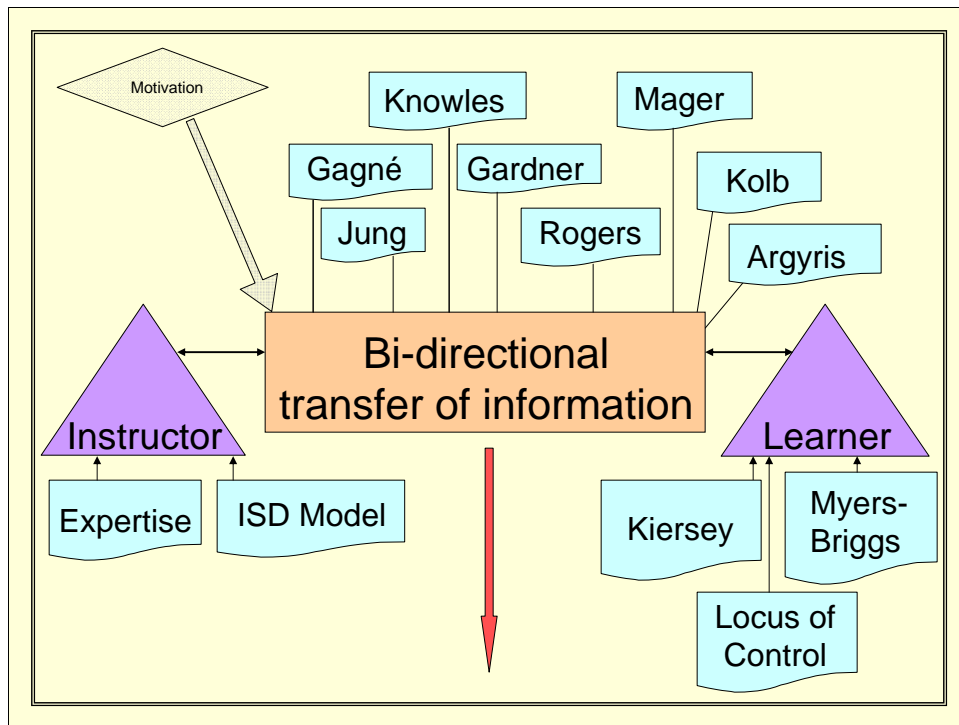 Motivation
Knowles
Mager
Gagné
Gardner
Kolb
Jung
Rogers
Argyris
Bi-directional
transfer of information
Instructor
Learner
Expertise
ISD Model
Kiersey
Myers-
Briggs
Locus of
Control